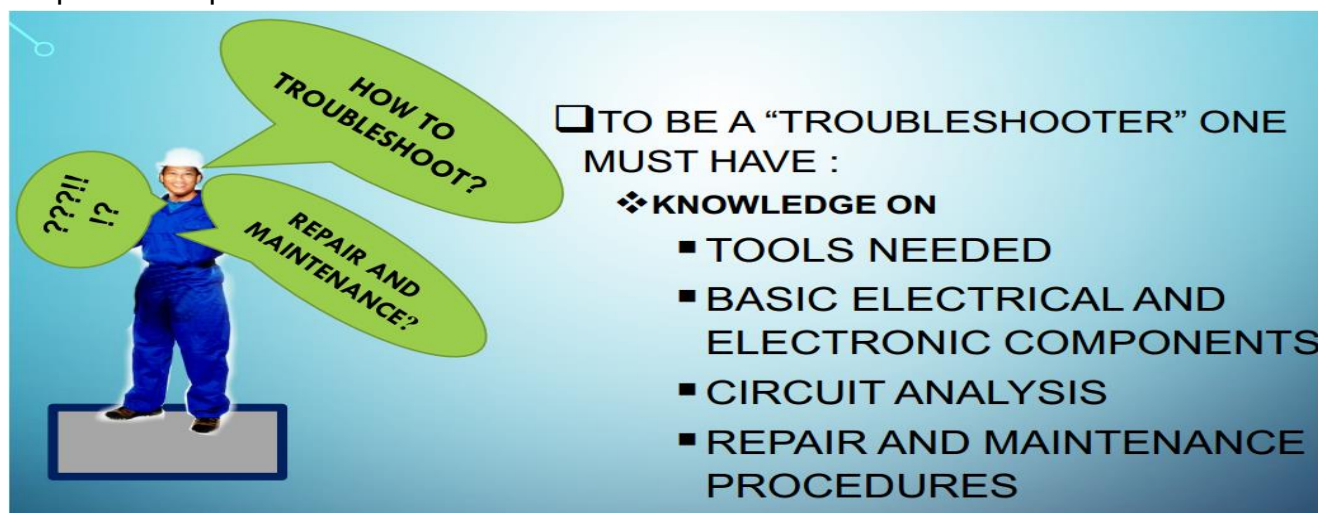 HOW TO
TROUBLESHOOT?
???!!
!?
REPAIR AND
MAINTENANCE?
❑TO BE A “TROUBLESHOOTER” ONE
MUST HAVE :
❖KNOWLEDGE ON
▪ TOOLS NEEDED
▪ BASIC ELECTRICAL AND
ELECTRONIC COMPONENTS
▪ CIRCUIT ANALYSIS
▪ REPAIR AND MAINTENANCE
PROCEDURES